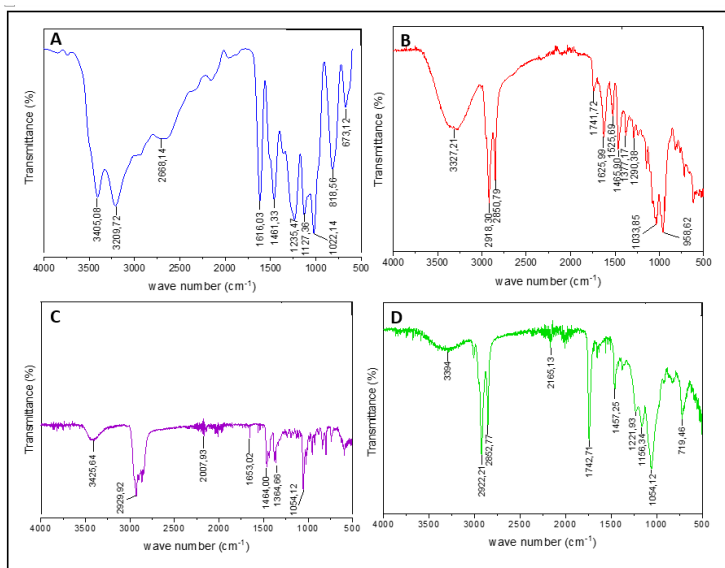 A
Transmittance (%)
3405,08
3209,72
2668,14
1616,03
1461,33
1235,47
1127,36
1022,14
818,56
673,12
4000 3500 3000 2500 2000 1500 1000 500
wave number (cm⁻¹)
B
Transmittance (%)
3327,21
2918,30
2850,79
1741,72
1625,99
1525,69
1465,90
1377,17
1290,38
1033,85
958,62
4000 3500 3000 2500 2000 1500 1000 500
wave number (cm⁻¹)
C
Transmittance (%)
3425,64
2929,92
2007,93
1653,02
1464,00
1364,66
1054,12
4000 3500 3000 2500 2000 1500 1000 500
wave number (cm⁻¹)
D
Transmittance (%)
3394
2922,21
2852,77
2165,13
1742,71
1457,25
1221,93
1156,34
1054,12
719,46
4000 3500 3000 2500 2000 1500 1000 500
wave number (cm⁻¹)